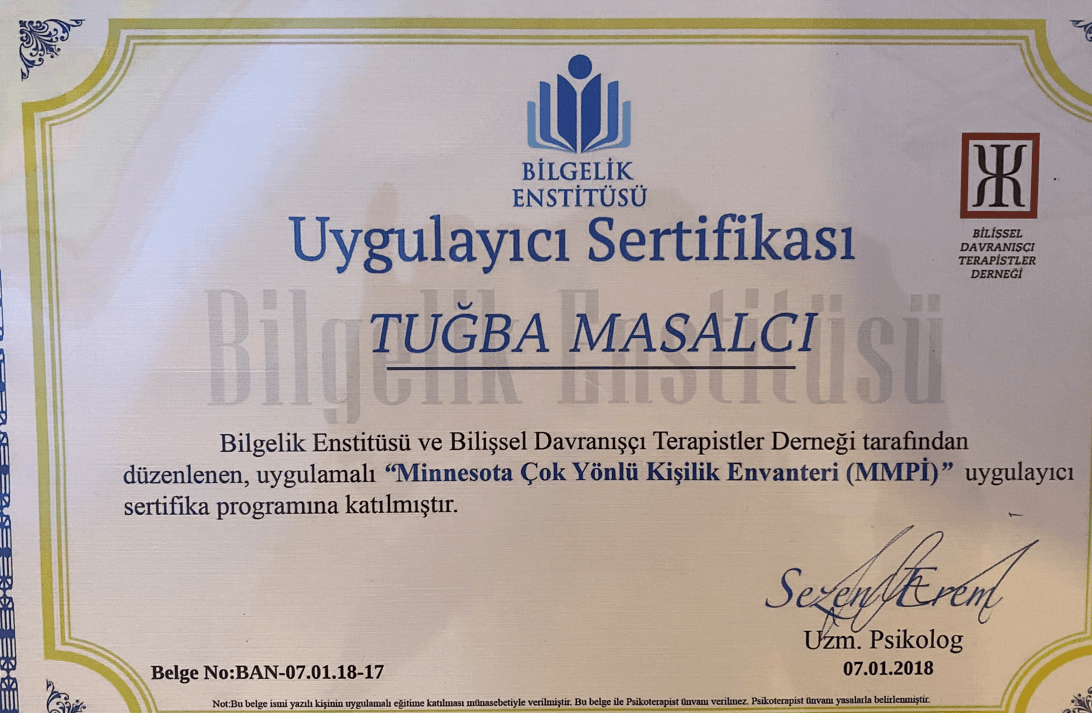 BİLGELİK
ENSTİTÜSÜ
BİLİŞSEL
DAVRANIŞÇI
TERAPİSTLER
DERNEĞİ
Uygulayıcı Sertifikası
Bilgelik Enstitüsü
TUĞBA MASALCI
Bilgelik Enstitüsü ve Bilişsel Davranışçı Terapistler Derneği tarafından
düzenlenen, uygulamalı “Minnesota Çok Yönlü Kişilik Envanteri (MMPİ)” uygulayıcı
sertifika programına katılmıştır.
Sezen Erem
Uzm. Psikolog
07.01.2018
Belge No:BAN-07.01.18-17
Not:Bu belge ismi yazılı kişinin uygulamalı eğitime katılması münasebetiyle verilmiştir. Bu belge ile Psikoterapist ünvanı verilmez. Psikoterapist ünvanı yasalarla belirlenmiştir.